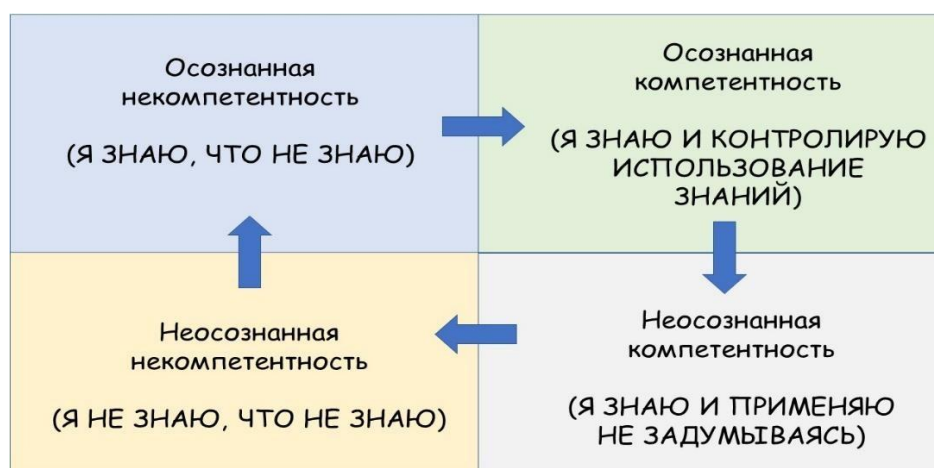 Осознанная
некомпетентность
(Я ЗНАЮ, ЧТО НЕ ЗНАЮ)
Осознанная
компетентность
(Я ЗНАЮ И КОНТРОЛИРУЮ
ИСПОЛЬЗОВАНИЕ
ЗНАНИЙ)
Неосознанная
некомпетентность
(Я НЕ ЗНАЮ, ЧТО НЕ ЗНАЮ)
Неосознанная
компетентность
(Я ЗНАЮ И ПРИМЕНЯЮ
НЕ ЗАДУМЫВАЯСЬ)